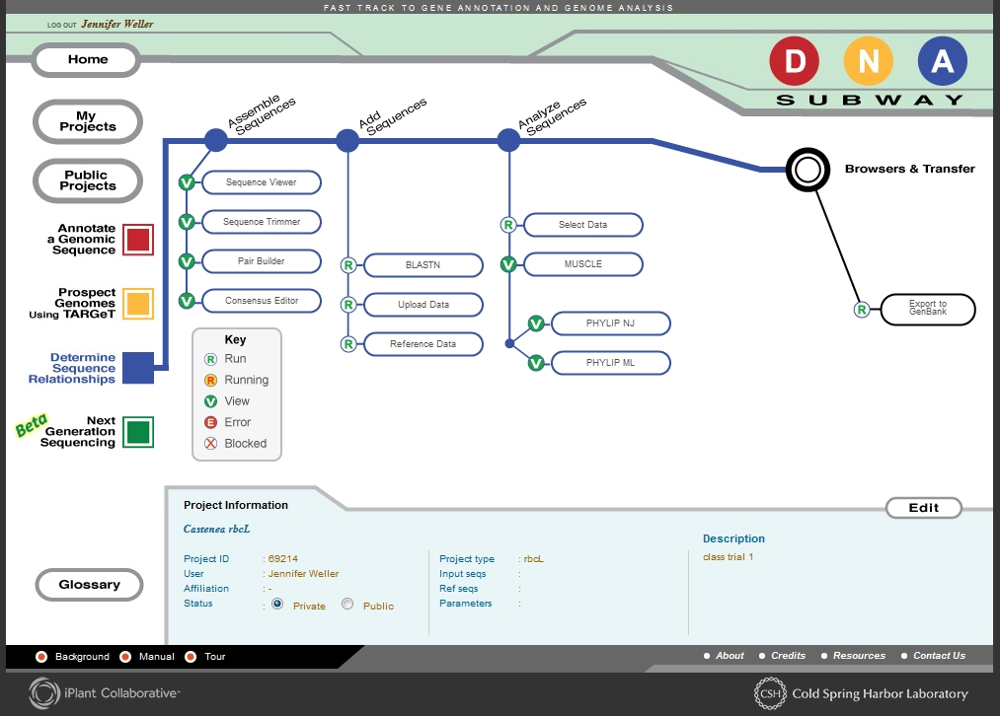 FAST TRACK TO GENE ANNOTATION AND GENOME ANALYSIS
LOG OUT Jennifer Weller
Home
D N A
SUBWAY
My
Projects
Public
Projects
Annotate
a Genomic
Sequence
Prospect
Genomes
Using TARGeT
Determine
Sequence
Relationships
Beta
Next
Generation
Sequencing
Assemble
Sequences
Add
Sequences
Analyze
Sequences
Browsers & Transfer
V Sequence Viewer
V Sequence Trimmer
V Pair Builder
V Consensus Editor
R BLASTN
R Upload Data
R Reference Data
R Select Data
V MUSCLE
V PHYLIP NJ
V PHYLIP ML
R Export to
GenBank
Key
R Run
R Running
V View
E Error
X Blocked
Project Information
Edit
Castenea rbcL
Project ID : 69214
User : Jennifer Weller
Affiliation : -
Status : Private Public
Project type : rbcL
Input seqs :
Ref seqs :
Parameters :
Description
class trial 1
Glossary
Background Manual Tour
About Credits Resources Contact Us
iPlant Collaborative™
CSH Cold Spring Harbor Laboratory